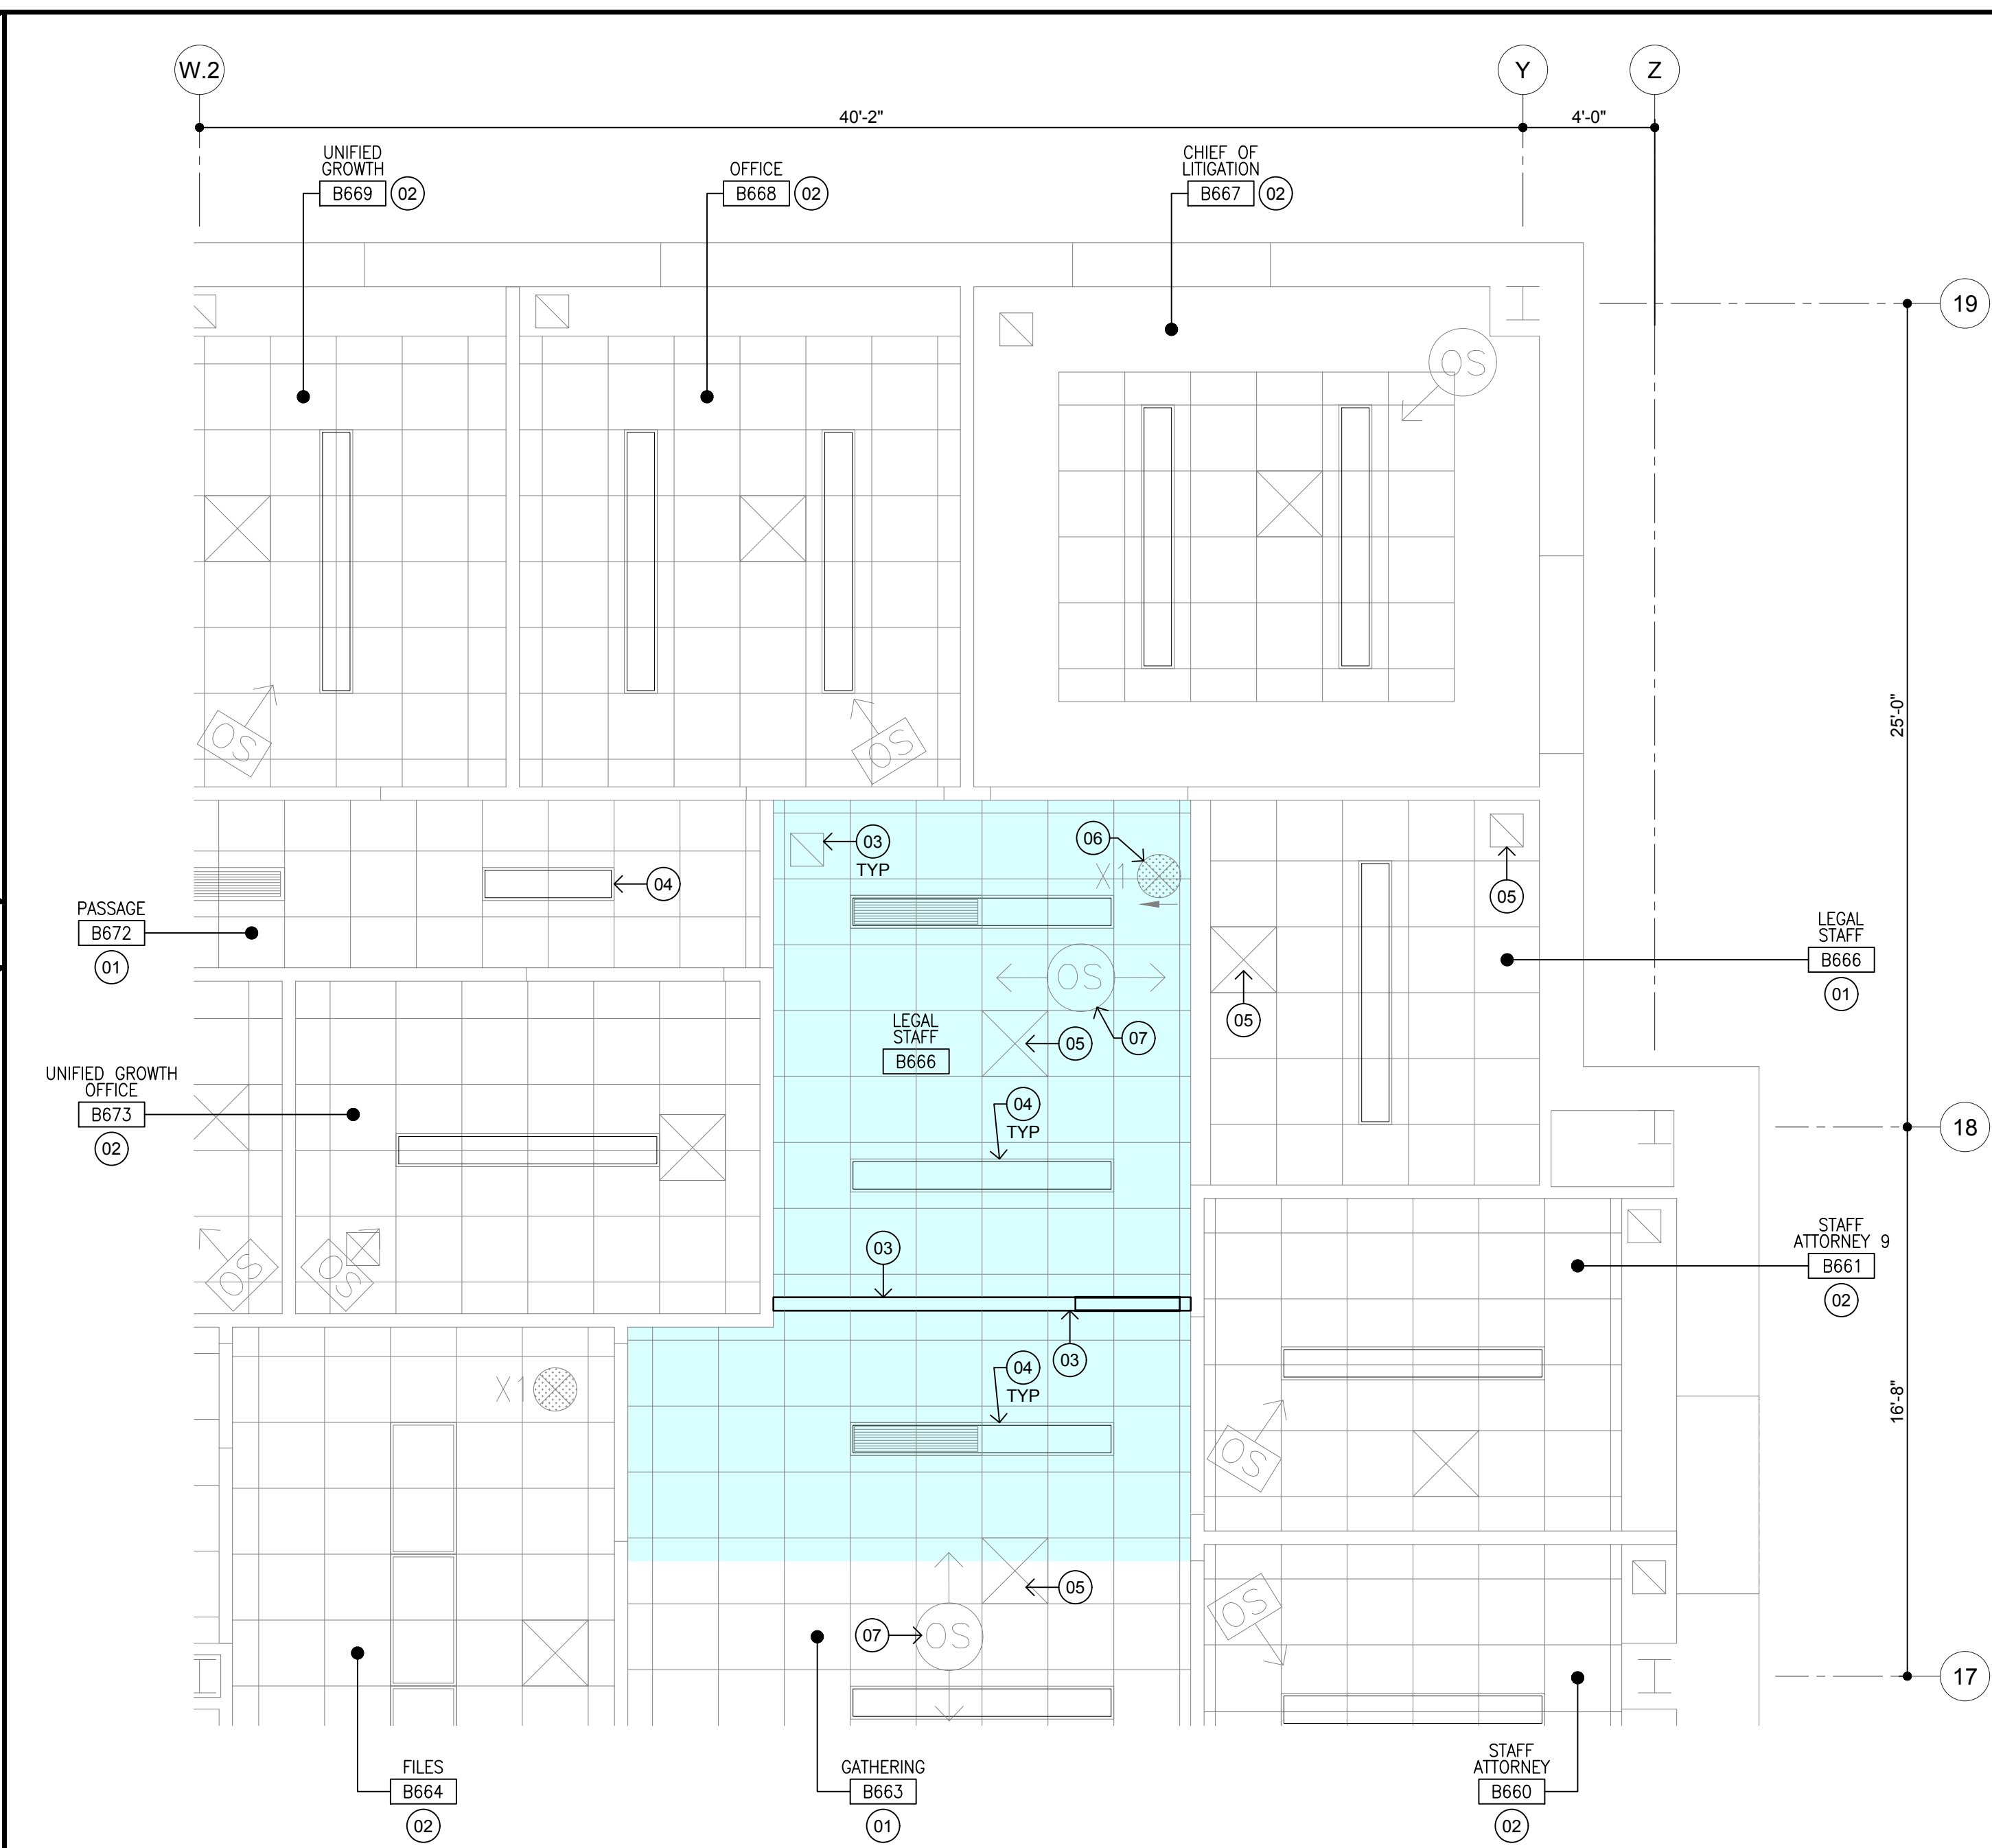 W.2
Y
Z
40'-2"
4'-0"
UNIFIED
GROWTH
B669 02
OFFICE
B668 02
CHIEF OF
LITIGATION
B667 02
19
OS
25'-0"
OS
OS
03
TYP
06
X1
04
05
PASSAGE
B672
01
LEGAL
STAFF
B666
01
OS
05
LEGAL
STAFF
B666
05
07
UNIFIED GROWTH
OFFICE
B673
02
04
TYP
18
STAFF
ATTORNEY 9
B661
02
OS
OS
03
03
04
TYP
X1
16'-8"
OS
05
OS
07
OS
17
FILES
B664
02
GATHERING
B663
01
STAFF
ATTORNEY
B660
02